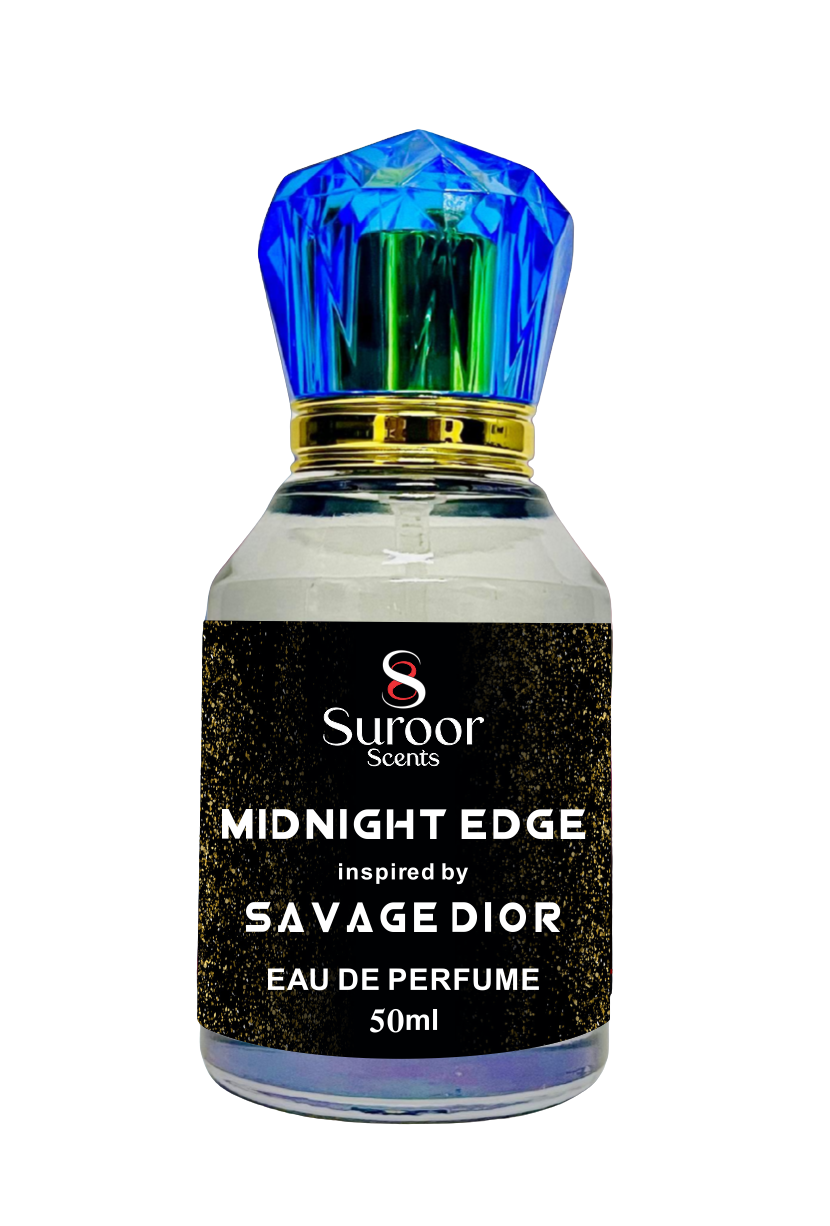 Suroor
Scents
MIDNIGHT EDGE
inspired by
SAVAGE DIOR
EAU DE PERFUME
50ml